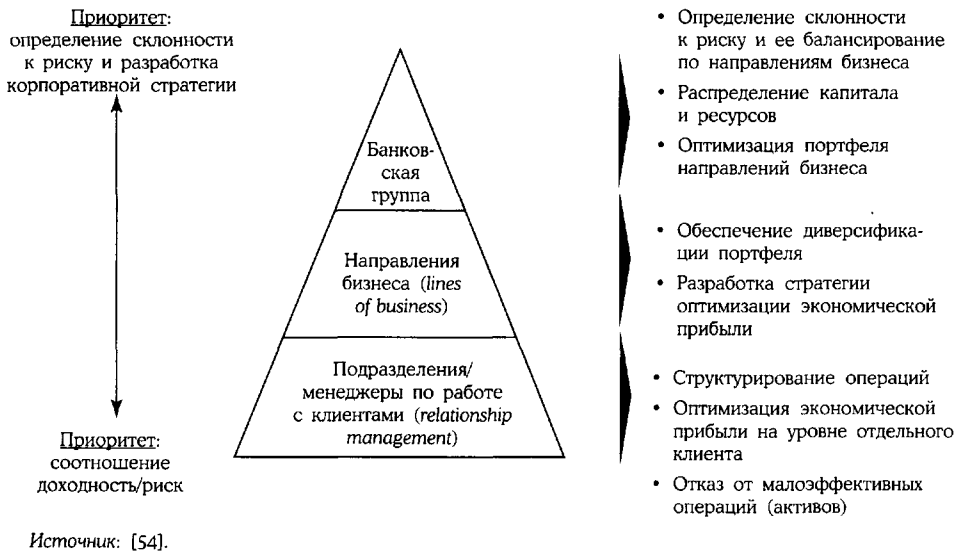 Приоритет:
определение склонности
к риску и разработка
корпоративной стратегии
Приоритет:
соотношение
доходность/риск
Банков-
ская
группа
Направления
бизнеса (lines
of business)
Подразделения/
менеджеры по работе
с клиентами (relationship
management)
• Определение склонности
к риску и ее балансирование
по направлениям бизнеса
• Распределение капитала
и ресурсов
• Оптимизация портфеля
направлений бизнеса
• Обеспечение диверсифика-
ции портфеля
• Разработка стратегии
оптимизации экономической
прибыли
• Структурирование операций
• Оптимизация экономической
прибыли на уровне отдельного
клиента
• Отказ от малоэффективных
операций (активов)
Источник: [54].